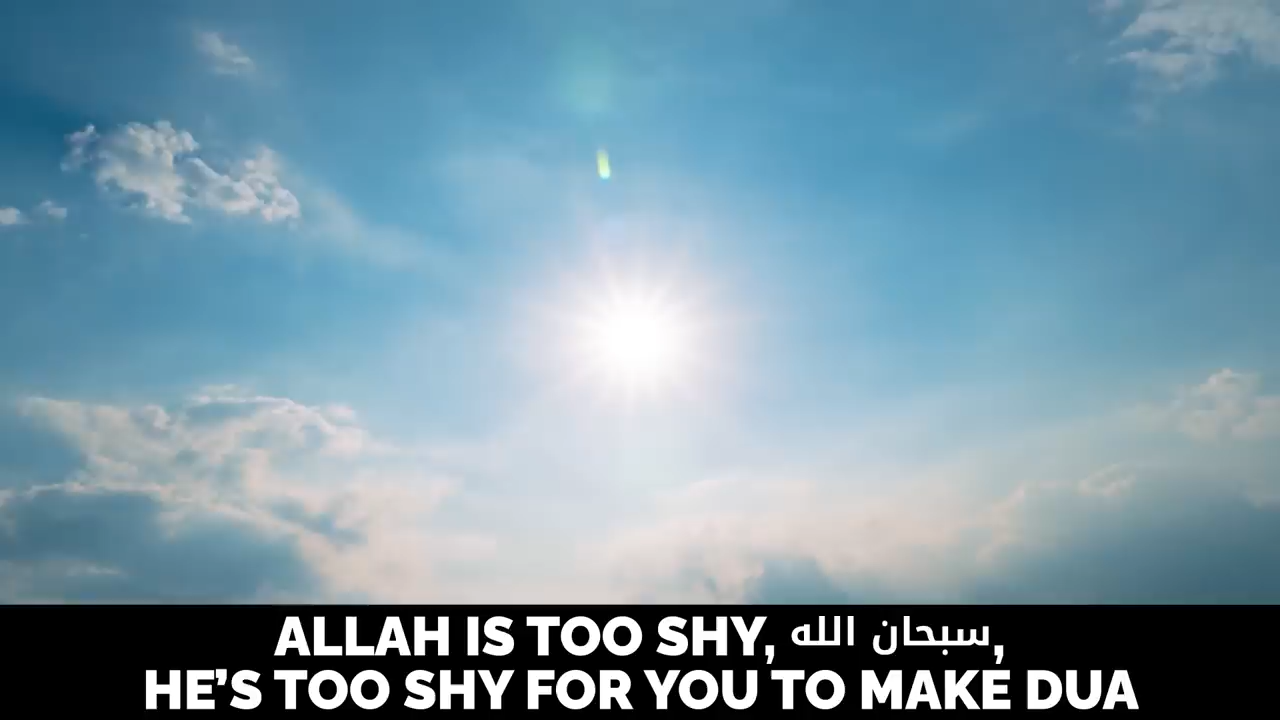 ALLAH IS TOO SHY, سبحان الله,
HE'S TOO SHY FOR YOU TO MAKE DUA